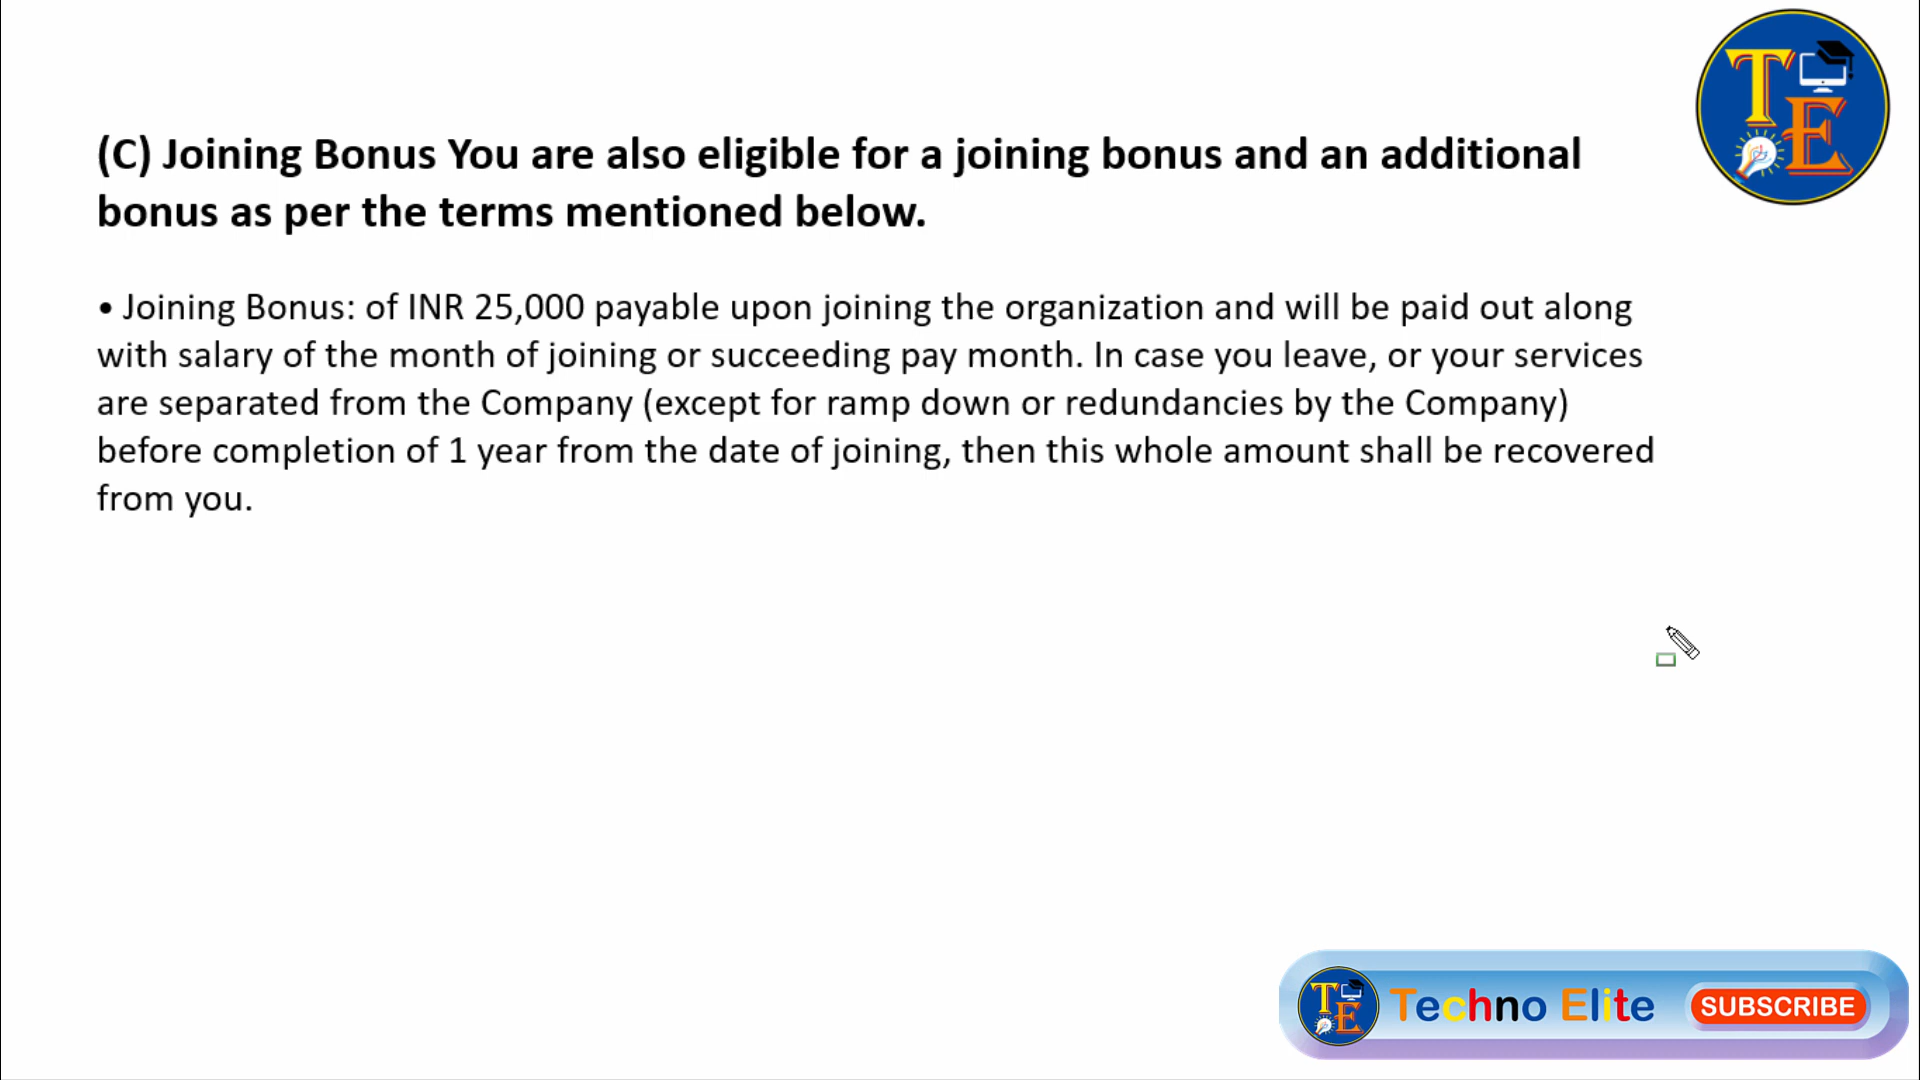 TE
(C) Joining Bonus You are also eligible for a joining bonus and an additional
bonus as per the terms mentioned below.
• Joining Bonus: of INR 25,000 payable upon joining the organization and will be paid out along
with salary of the month of joining or succeeding pay month. In case you leave, or your services
are separated from the Company (except for ramp down or redundancies by the Company)
before completion of 1 year from the date of joining, then this whole amount shall be recovered
from you.
TE Techno Elite SUBSCRIBE